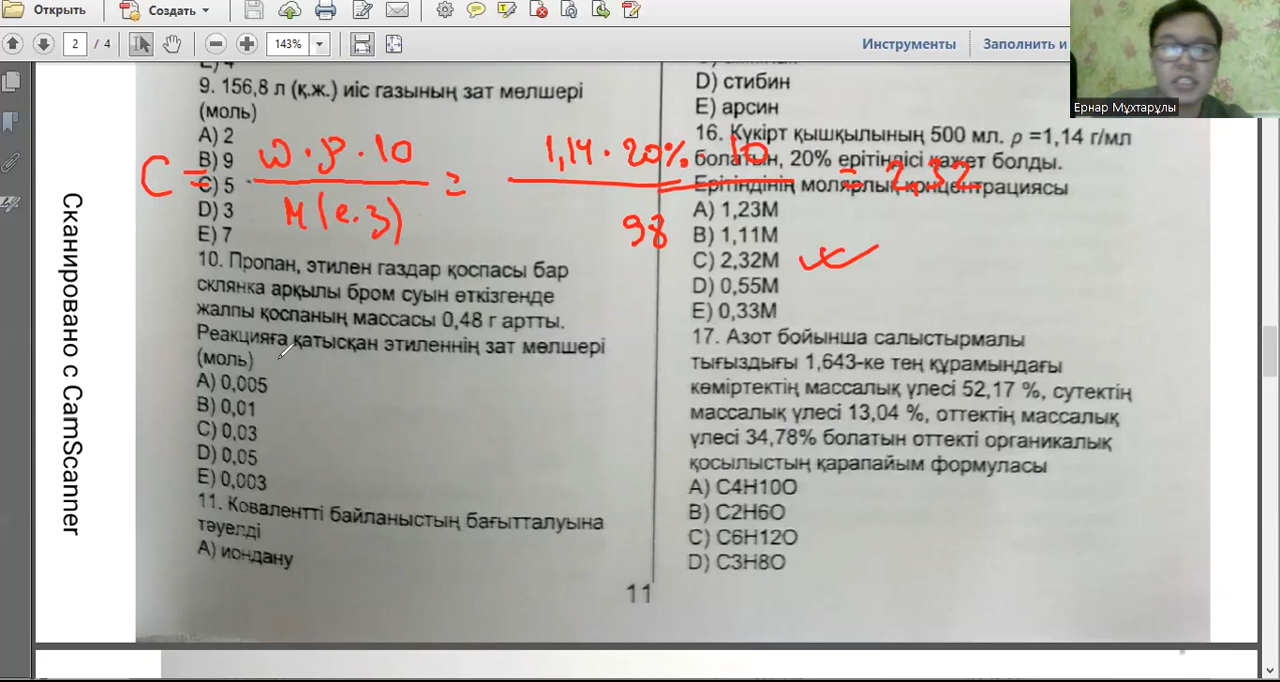 Открыть
Создать
2 / 4
143%
Инструменты
Заполнить и
Ернар Мұхтарұлы
Сканировано с CamScanner
9. 156,8 л (қ.ж.) иіс газының зат мөлшері
(моль)
A) 2
B) 9
C) 5
D) 3
E) 7
10. Пропан, этилен газдар қоспасы бар
склянка арқылы бром суын өткізгенде
жалпы қоспаның массасы 0,48 г артты.
Реакцияға қатысқан этиленнің зат мөлшері
(моль)
A) 0,005
B) 0,01
C) 0,03
D) 0,05
E) 0,003
11. Ковалентті байланыстың бағытталуына
тәуелді
A) иондану
D) стибин
E) арсин
16. Күкірт қышқылының 500 мл. ρ =1,14 г/мл
болатын, 20% ерітіндісі қажет болды.
Ерітіндінің молярлық концентрациясы
A) 1,23М
B) 1,11М
C) 2,32М
D) 0,55М
E) 0,33М
17. Азот бойынша салыстырмалы
тығыздығы 1,643-ке тең құрамындағы
көміртектің массалық үлесі 52,17 %, сутектің
массалық үлесі 13,04 %, оттектің массалық
үлесі 34,78% болатын оттекті органикалық
қосылыстың қарапайым формуласы
A) C4H10O
B) C2H6O
C) C6H12O
D) C3H8O
11
C = ω · ρ · 10 / M(е.з) = 1,14 · 20% · 10 / 98 = 2,32